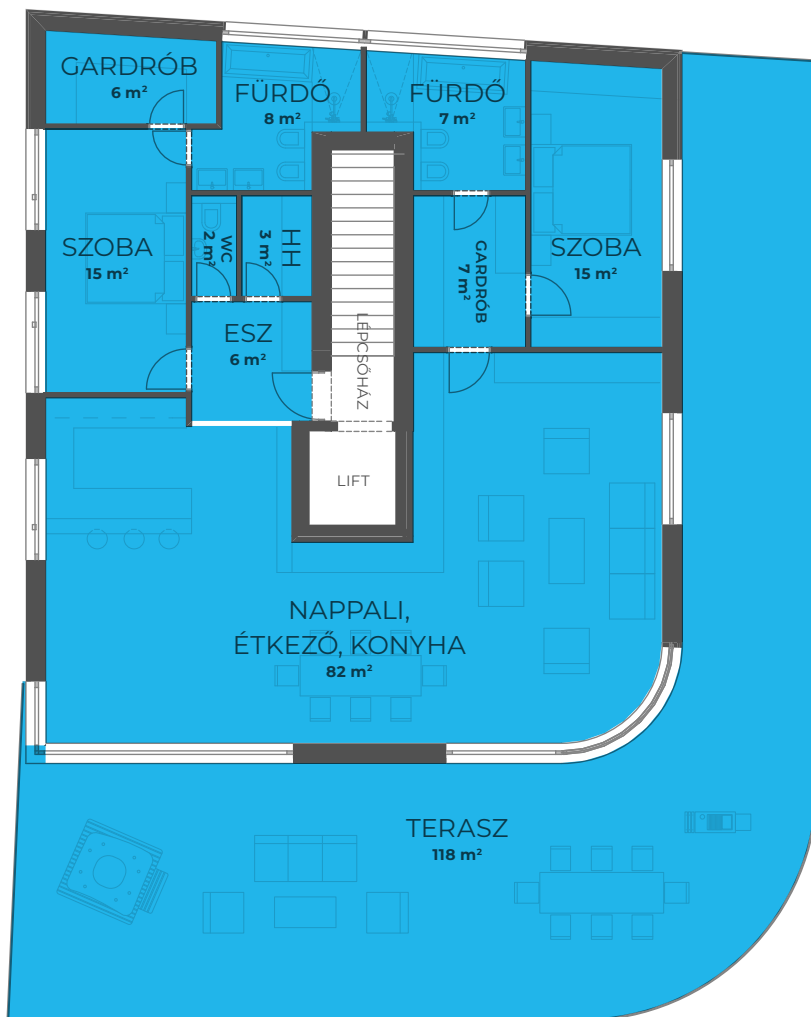 GARDRÓB
6 m²
FÜRDŐ
8 m²
FÜRDŐ
7 m²
SZOBA
15 m²
WC
2 m²
HH
3 m²
GARDRÓB
7 m²
SZOBA
15 m²
ESZ
6 m²
LÉPCSŐHÁZ
LIFT
NAPPALI,
ÉTKEZŐ, KONYHA
82 m²
TERASZ
118 m²